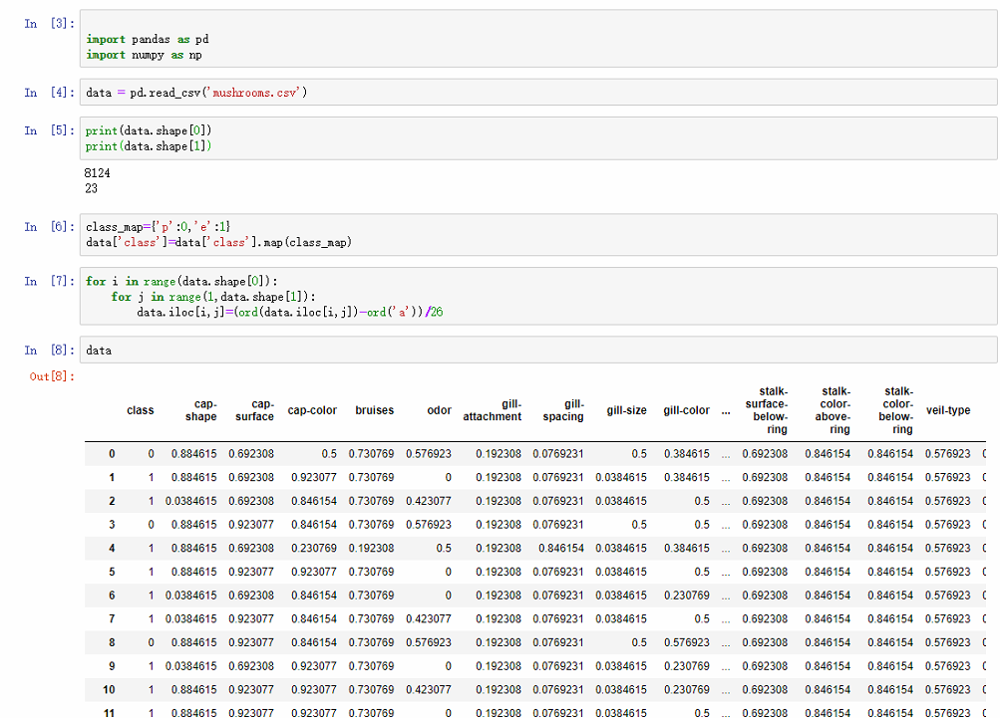 In [3]:
import pandas as pd
import numpy as np
In [4]: data = pd.read_csv('mushrooms.csv')
In [5]: print(data.shape[0])
print(data.shape[1])
8124
23
In [6]: class_map={'p':0,'e':1}
data['class']=data['class'].map(class_map)
In [7]: for i in range(data.shape[0]):
for j in range(1,data.shape[1]):
data.iloc[i,j]=(ord(data.iloc[i,j])-ord('a'))/26
In [8]: data
Out[8]:
class cap-shape cap-surface cap-color bruises odor gill-attachment gill-spacing gill-size gill-color ... stalk-surface-below-ring stalk-color-above-ring stalk-color-below-ring veil-type
0 0 0.884615 0.692308 0.5 0.730769 0.576923 0.192308 0.0769231 0.5 0.384615 ... 0.692308 0.846154 0.846154 0.576923
1 1 0.884615 0.692308 0.923077 0.730769 0 0.192308 0.0769231 0.0384615 0.384615 ... 0.692308 0.846154 0.846154 0.576923
2 1 0.0384615 0.692308 0.846154 0.730769 0.423077 0.192308 0.0769231 0.0384615 0.5 ... 0.692308 0.846154 0.846154 0.576923
3 0 0.884615 0.923077 0.846154 0.730769 0.576923 0.192308 0.0769231 0.5 0.5 ... 0.692308 0.846154 0.846154 0.576923
4 1 0.884615 0.692308 0.230769 0.192308 0.5 0.192308 0.846154 0.0384615 0.384615 ... 0.692308 0.846154 0.846154 0.576923
5 1 0.884615 0.923077 0.923077 0.730769 0 0.192308 0.0769231 0.0384615 0.5 ... 0.692308 0.846154 0.846154 0.576923
6 1 0.0384615 0.692308 0.846154 0.730769 0 0.192308 0.0769231 0.0384615 0.230769 ... 0.692308 0.846154 0.846154 0.576923
7 1 0.0384615 0.923077 0.846154 0.730769 0.423077 0.192308 0.0769231 0.0384615 0.5 ... 0.692308 0.846154 0.846154 0.576923
8 0 0.884615 0.923077 0.846154 0.730769 0.576923 0.192308 0.0769231 0.5 0.576923 ... 0.692308 0.846154 0.846154 0.576923
9 1 0.0384615 0.692308 0.923077 0.730769 0 0.192308 0.0769231 0.0384615 0.230769 ... 0.692308 0.846154 0.846154 0.576923
10 1 0.884615 0.923077 0.923077 0.730769 0.423077 0.192308 0.0769231 0.0384615 0.230769 ... 0.692308 0.846154 0.846154 0.576923
11 1 0.884615 0.923077 0.923077 0.730769 0 0.192308 0.0769231 0.0384615 0.5 ... 0.692308 0.846154 0.846154 0.576923